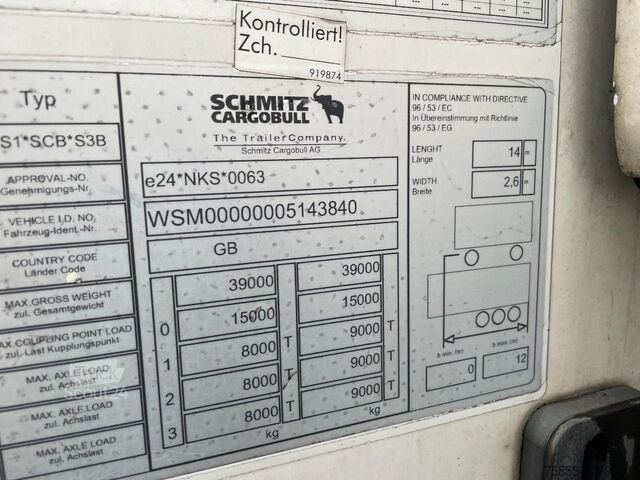 Kontrolliert!
Zch.
919874
Typ
S1*SCB*S3B
SCHMITZ
CARGOBULL
The TrailerCompany.
Schmitz Cargobull AG
IN COMPLIANCE WITH DIRECTIVE
96 / 53 / EC
In Übereinstimmung mit Richtlinie
96 / 53 / EG
LENGHT
Länge
14 m
WIDTH
Breite
2,6 m
APPROVAL-NO.
Genehmigungs-Nr.
e24*NKS*0063
VEHICLE I.D. NO.
Fahrzeug-Ident.-Nr.
WSM00000005143840
COUNTRY CODE
Länder Code
GB
MAX.GROSS WEIGHT
zul. Gesamtgewicht
39000 39000
MAX.COUPLING POINT LOAD
zul.-Last Kupplungspunkt
0 15000 T 15000
MAX. AXLE LOAD
zul. Achslast
1 8000 T 9000
MAX. AXLE LOAD
zul. Achslast
2 8000 T 9000
MAX. AXLE LOAD
zul. Achslast
3 8000 T 9000
kg kg
b min. (m) b max. (m)
0 12
Truck
Scout24